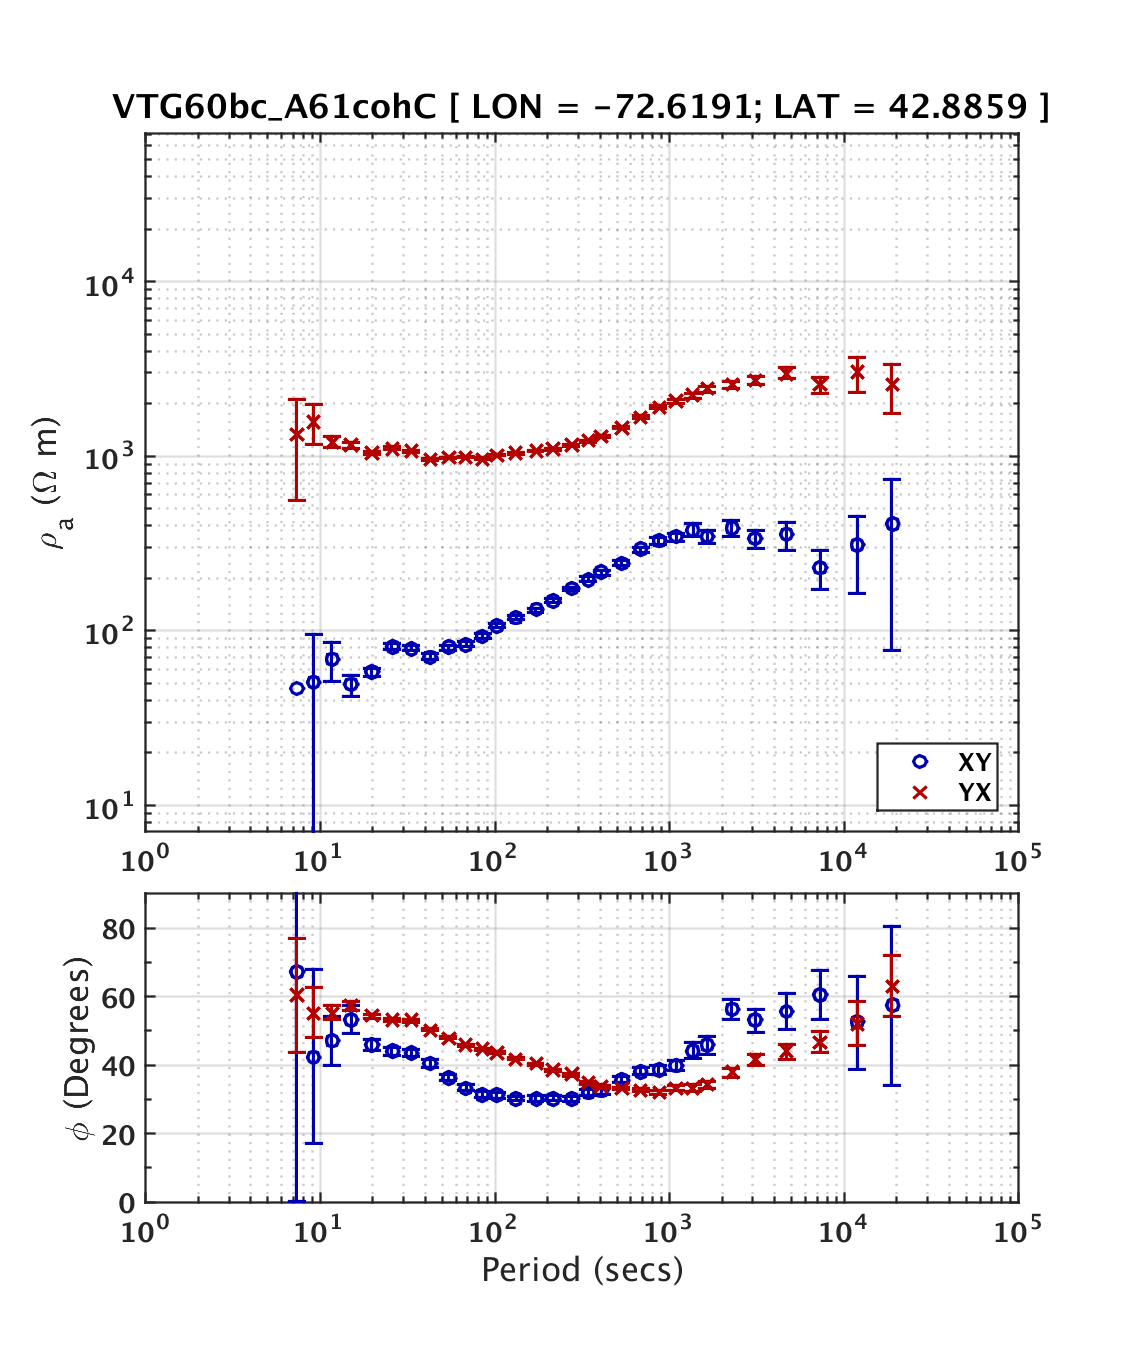 VTG60bc_A61cohC [ LON = -72.6191; LAT = 42.8859 ]
ρa (Ω m)
10^4
10^3
10^2
10^1
XY
YX
10^0 10^1 10^2 10^3 10^4 10^5
φ (Degrees)
80
60
40
20
0
10^0 10^1 10^2 10^3 10^4 10^5
Period (secs)